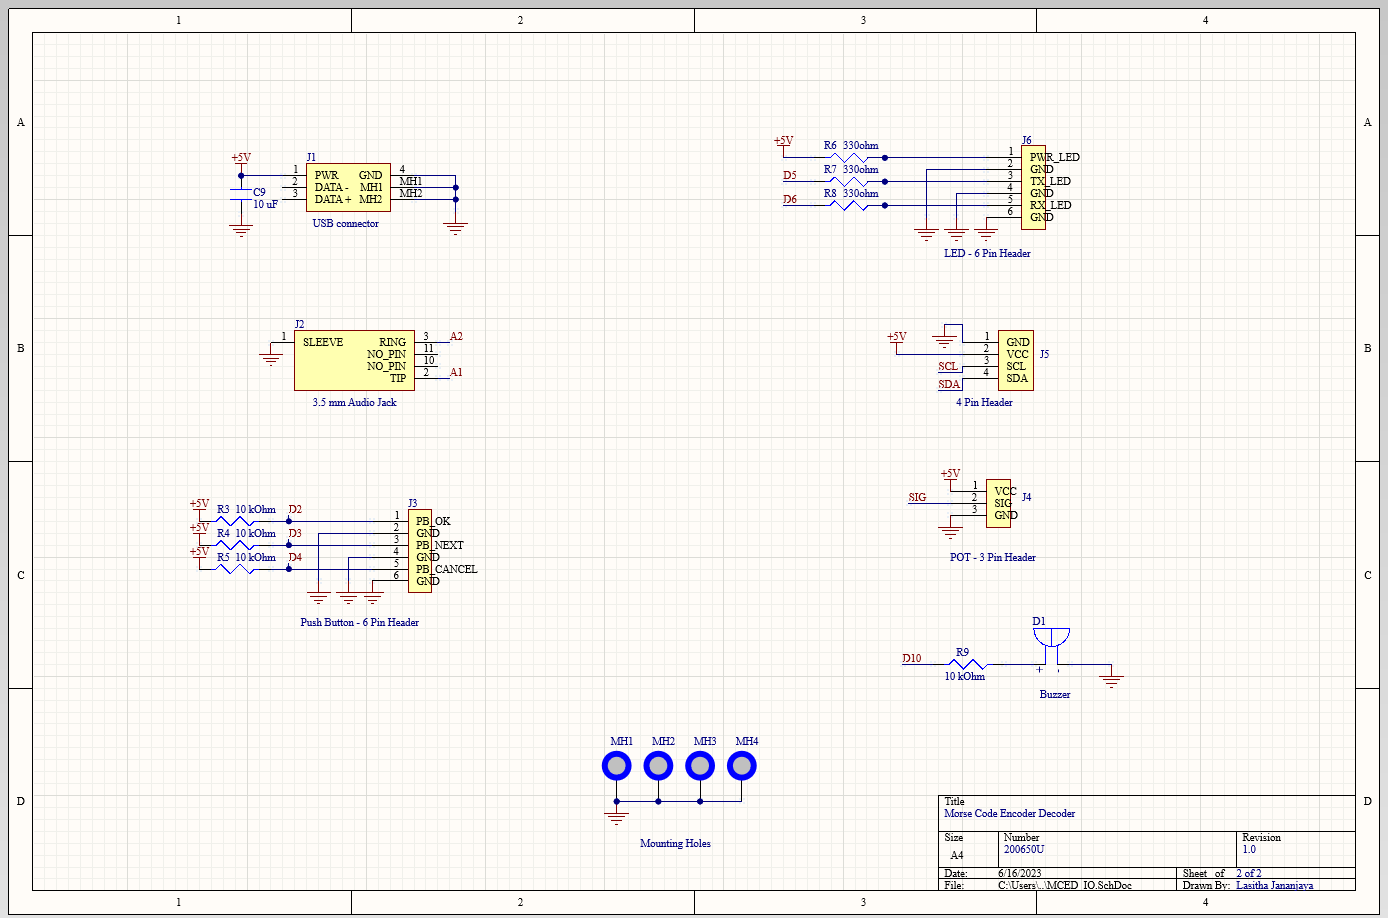 1 2 3 4
A A
+5V
J1
1 PWR GND 4
2 DATA - MH1 MH1
3 DATA + MH2 MH2
C9
10 uF
USB connector
+5V
J6
R6 330ohm 1 PWR_LED
2 GND
D5 R7 330ohm 3 TX_LED
4 GND
D6 R8 330ohm 5 RX_LED
6 GND
LED - 6 Pin Header
B B
J2
1 SLEEVE RING 3 A2
NO_PIN 11
NO_PIN 10
TIP 2 A1
3.5 mm Audio Jack
+5V
1 GND
2 VCC J5
SCL 3 SCL
SDA 4 SDA
4 Pin Header
+5V
1 VCC J4
SIG 2 SIG
3 GND
POT - 3 Pin Header
C C
J3
+5V R3 10 kOhm D2 1 PB_OK
2 GND
+5V R4 10 kOhm D3 3 PB_NEXT
4 GND
+5V R5 10 kOhm D4 5 PB_CANCEL
6 GND
Push Button - 6 Pin Header
D1
D10 R9
10 kOhm
+
Buzzer
D D
MH1 MH2 MH3 MH4
Mounting Holes
Title
Morse Code Encoder Decoder
Size Number Revision
A4 200650U 1.0
Date: 6/16/2023 Sheet of 2 of 2
File: C:\Users\..\MCED_IO.SchDoc Drawn By: Lasitha Jananjaya
1 2 3 4